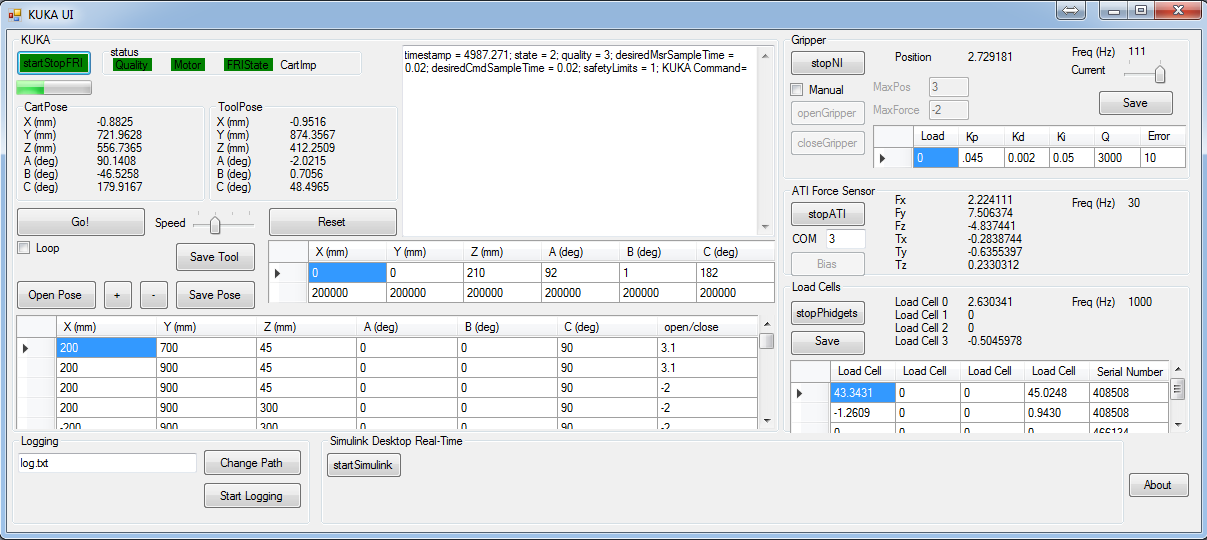 KUKA UI
KUKA
startStopFRI
status
Quality Motor FRIState CartImp
timestamp = 4987.271; state = 2; quality = 3; desiredMsrSampleTime =
0.02; desiredCmdSampleTime = 0.02; safetyLimits = 1; KUKA Command=
CartPose
X (mm) -0.8825
Y (mm) 721.9628
Z (mm) 556.7365
A (deg) 90.1408
B (deg) -46.5258
C (deg) 179.9167
ToolPose
X (mm) -0.9516
Y (mm) 874.3567
Z (mm) 412.2509
A (deg) -2.0215
B (deg) 0.7056
C (deg) 48.4965
Go! Speed Reset
Loop
Save Tool
Open Pose + - Save Pose
X (mm) Y (mm) Z (mm) A (deg) B (deg) C (deg)
0 0 210 92 1 182
200000 200000 200000 200000 200000 200000
X (mm) Y (mm) Z (mm) A (deg) B (deg) C (deg) open/close
200 700 45 0 0 90 3.1
200 900 45 0 0 90 3.1
200 900 45 0 0 90 -2
200 900 300 0 0 90 -2
-200 900 300 0 0 90 -2
Gripper
stopNI Position 2.729181 Freq (Hz) 111
Current
Manual MaxPos 3
openGripper MaxForce -2 Save
closeGripper
Load Kp Kd Ki Q Error
0 .045 0.002 0.05 3000 10
ATI Force Sensor
stopATI
COM 3
Bias
Fx 2.224111 Freq (Hz) 30
Fy 7.506374
Fz -4.837441
Tx -0.2838744
Ty -0.6355397
Tz 0.2330312
Load Cells
stopPhidgets
Save
Load Cell 0 2.630341 Freq (Hz) 1000
Load Cell 1 0
Load Cell 2 0
Load Cell 3 -0.5045978
Load Cell Load Cell Load Cell Load Cell Serial Number
43.3431 0 0 45.0248 408508
-1.2609 0 0 0.9430 408508
0 0 0 0 466134
Logging
log.txt Change Path
Start Logging
Simulink Desktop Real-Time
startSimulink
About